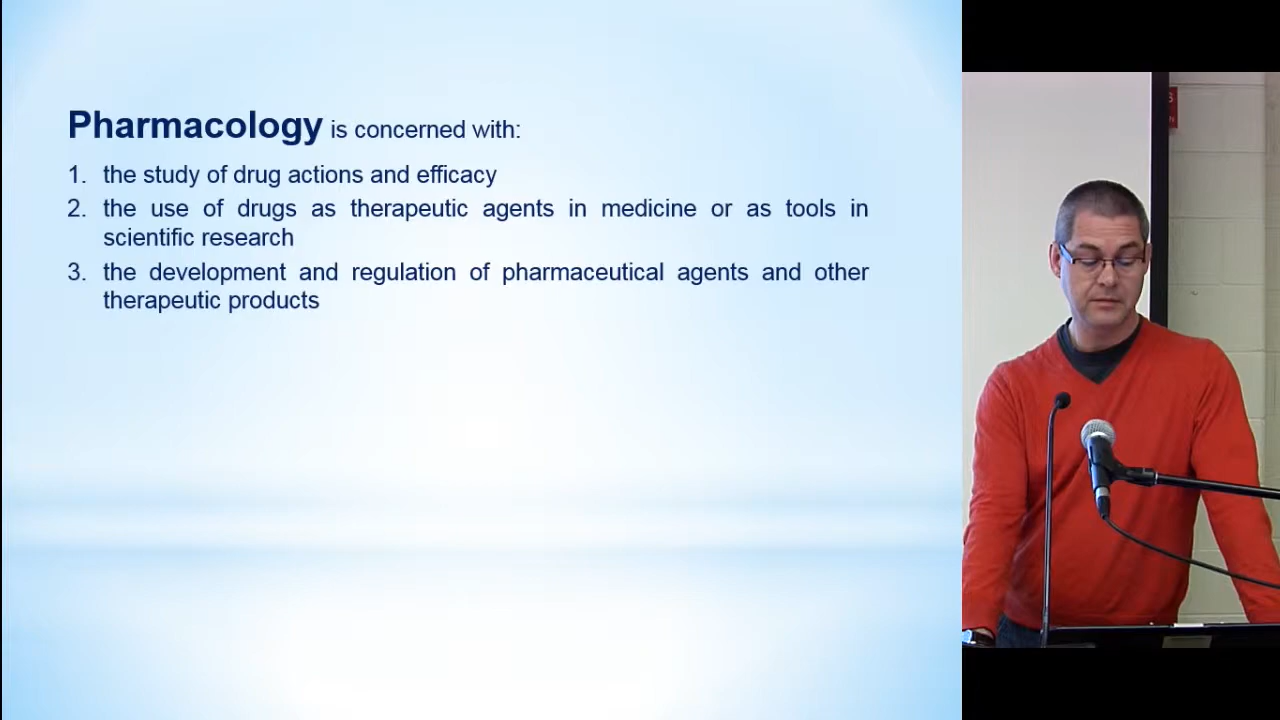 Pharmacology is concerned with:
1. the study of drug actions and efficacy
2. the use of drugs as therapeutic agents in medicine or as tools in
scientific research
3. the development and regulation of pharmaceutical agents and other
therapeutic products